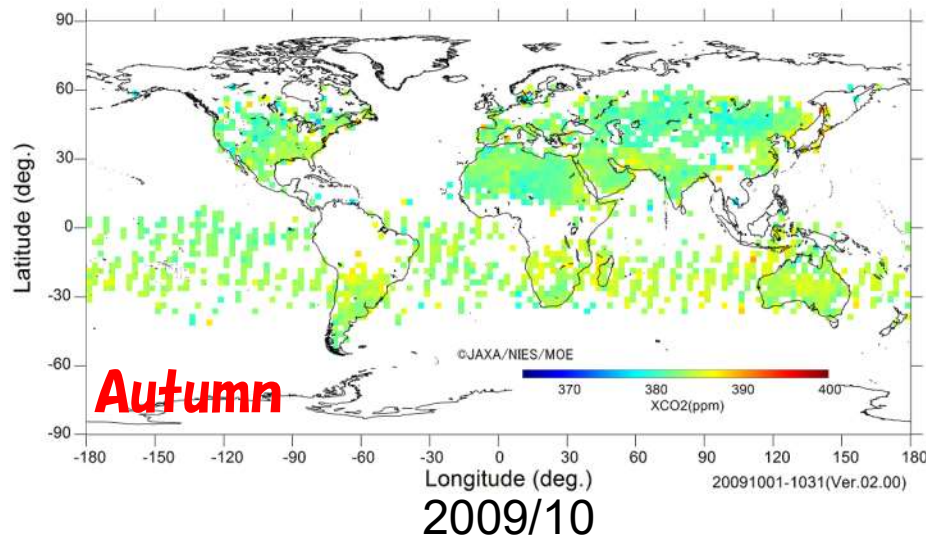 90
60
30
0
-30
-60
-90
Latitude (deg.)
©JAXA/NIES/MOE
370 380 390 400
XCO2(ppm)
Autumn
-180 -150 -120 -90 -60 -30 0 30 60 90 120 150 180
Longitude (deg.)
20091001-1031(Ver.02.00)
2009/10